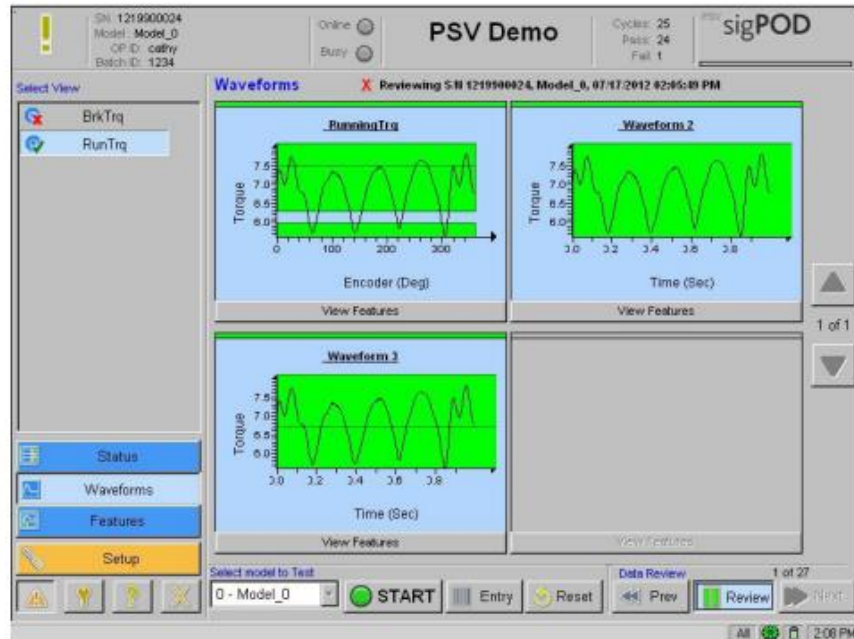 SN: 1219900024
Model: Model_0
OP ID: cathy
Batch ID: 1234
Online
Busy
PSV Demo
Cycles: 25
Pass: 24
Fail: 1
sigPOD
Select View
BrkTrq
RunTrq
Waveforms
X Reviewing S/N 1219900024, Model_0, 07/17/2012 02:05:49 PM
RunningTrq
Torque
7.5
7.0
6.5
6.0
0 100 200 300
Encoder (Deg)
View Features
Waveform 2
Torque
7.5
7.0
6.5
6.0
3.0 3.2 3.4 3.6 3.8
Time (Sec)
View Features
1 of 1
Waveform 3
Torque
7.5
7.0
6.5
6.0
3.0 3.2 3.4 3.6 3.8
Time (Sec)
View Features
View Features
Status
Waveforms
Features
Setup
Select model to Test
0 - Model_0
START
Entry
Reset
Data Review
1 of 27
Prev
Review
Next
All
2:08 PM